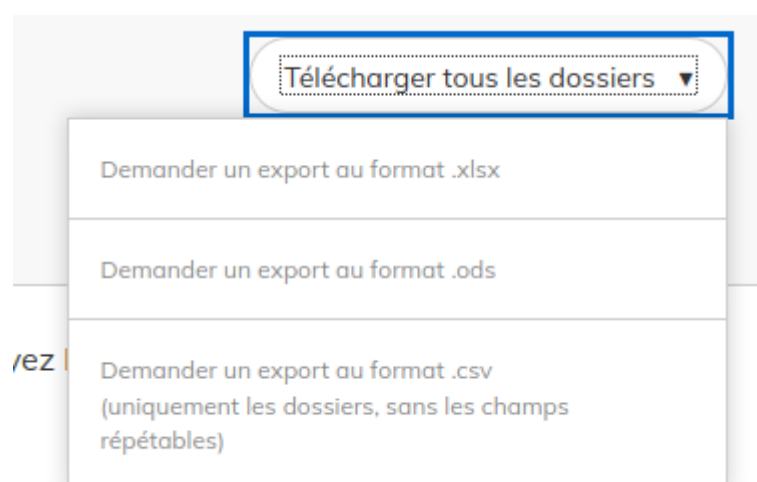 Télécharger tous les dossiers ▼
Demander un export au format .xlsx
Demander un export au format .ods
yez
Demander un export au format .csv
(uniquement les dossiers, sans les champs
répétables)